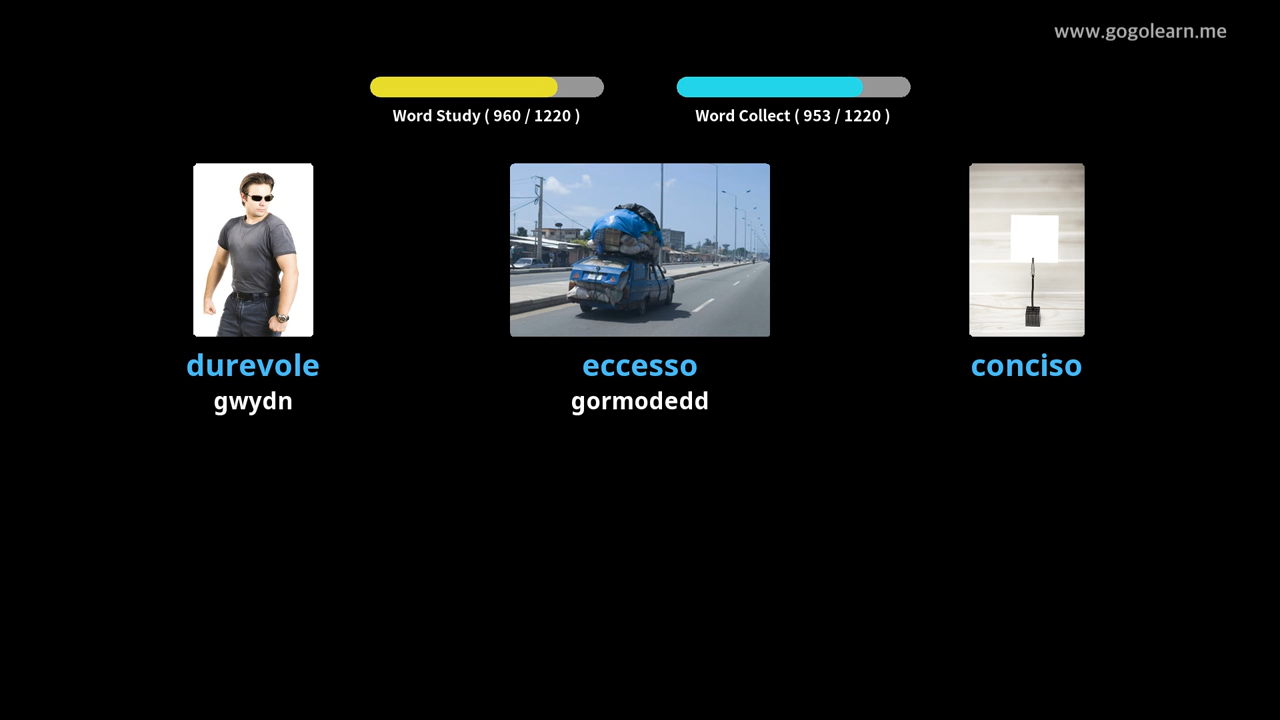 www.gogolearn.me
Word Study ( 960 / 1220 )
Word Collect ( 953 / 1220 )
durevole
gwydn
eccesso
gormodedd
conciso